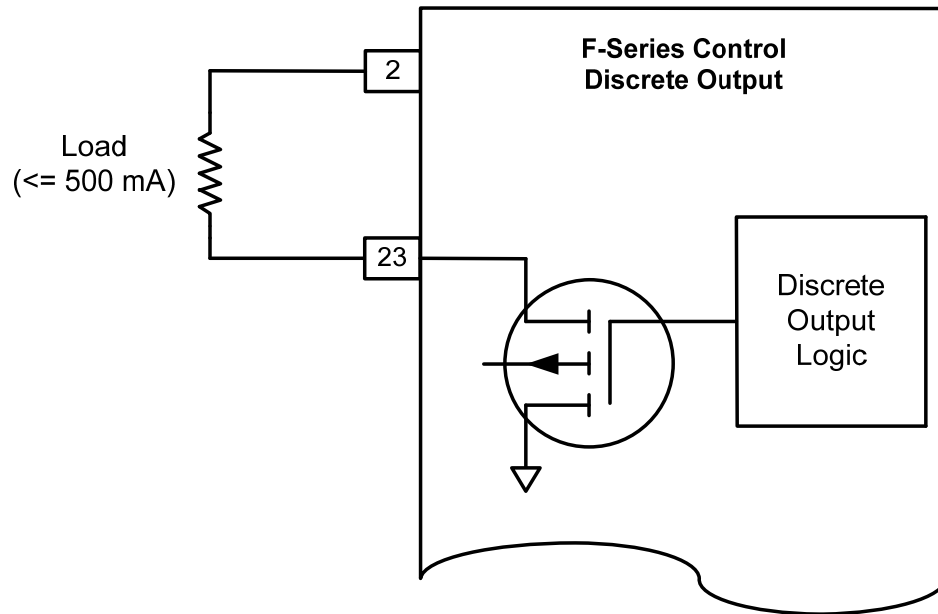 F-Series Control
Discrete Output
2
Load
(<= 500 mA)
23
Discrete
Output
Logic